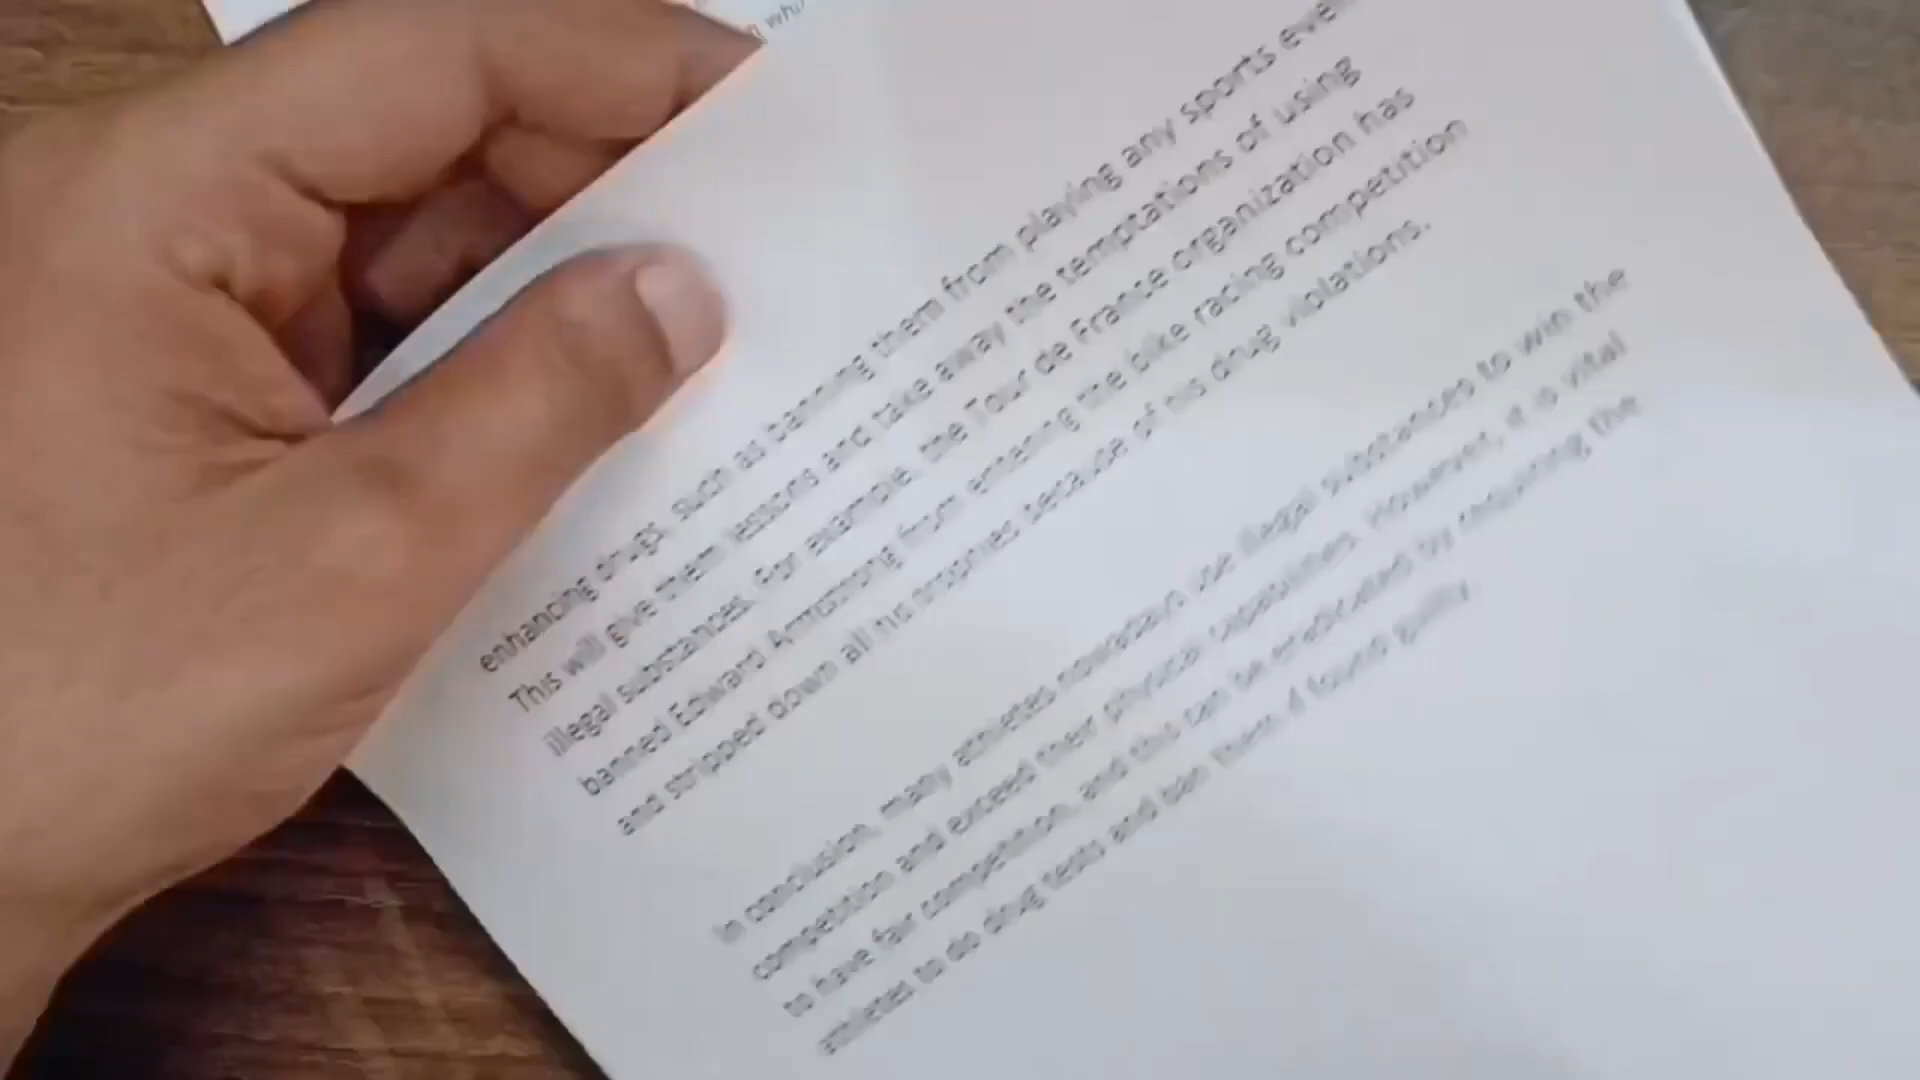 enhancing drugs, such as banning them from playing any sports
This will give them lessons and take away the temptations of using
illegal substances. For example, the Tour de France organization has
banned Edward Armstrong from entering the bike racing competition
and stripped down all his trophies because of his drug violations.
In conclusion, many athletes nowadays use illegal substances to win the
competition and exceed their physical capabilities. However, it is vital
to have fair competition, and this can be eradicated by requiring the
athletes to do drug tests and ban them if found guilty.